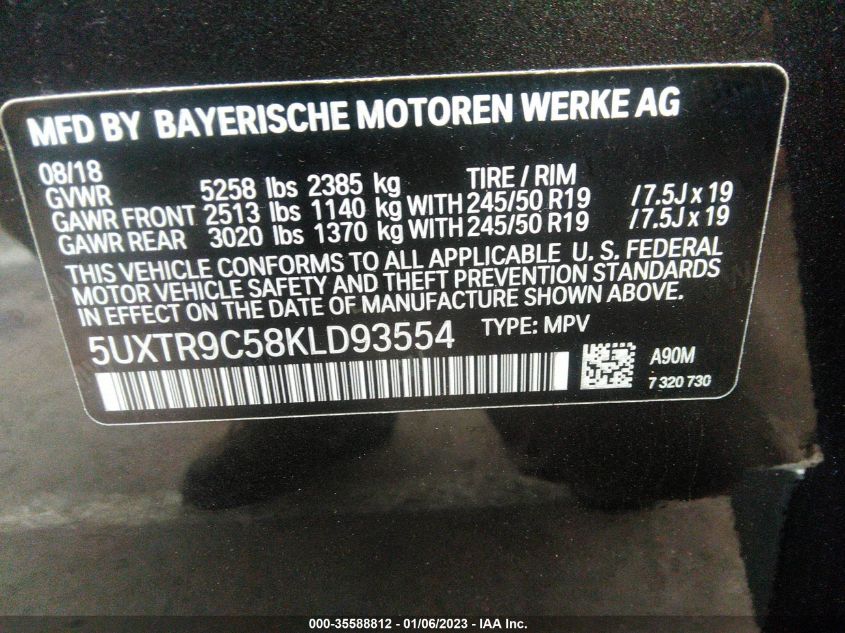 MFD BY BAYERISCHE MOTOREN WERKE AG
08/18 TIRE / RIM
GVWR 5258 lbs 2385 kg
GAWR FRONT 2513 lbs 1140 kg WITH 245/50 R19 /7.5J x 19
GAWR REAR 3020 lbs 1370 kg WITH 245/50 R19 /7.5J x 19
THIS VEHICLE CONFORMS TO ALL APPLICABLE U. S. FEDERAL
MOTOR VEHICLE SAFETY AND THEFT PREVENTION STANDARDS
IN EFFECT ON THE DATE OF MANUFACTURE SHOWN ABOVE.
5UXTR9C58KLD93554 TYPE: MPV
A90M
7 320 730
000-35588812 - 01/06/2023 - IAA Inc.